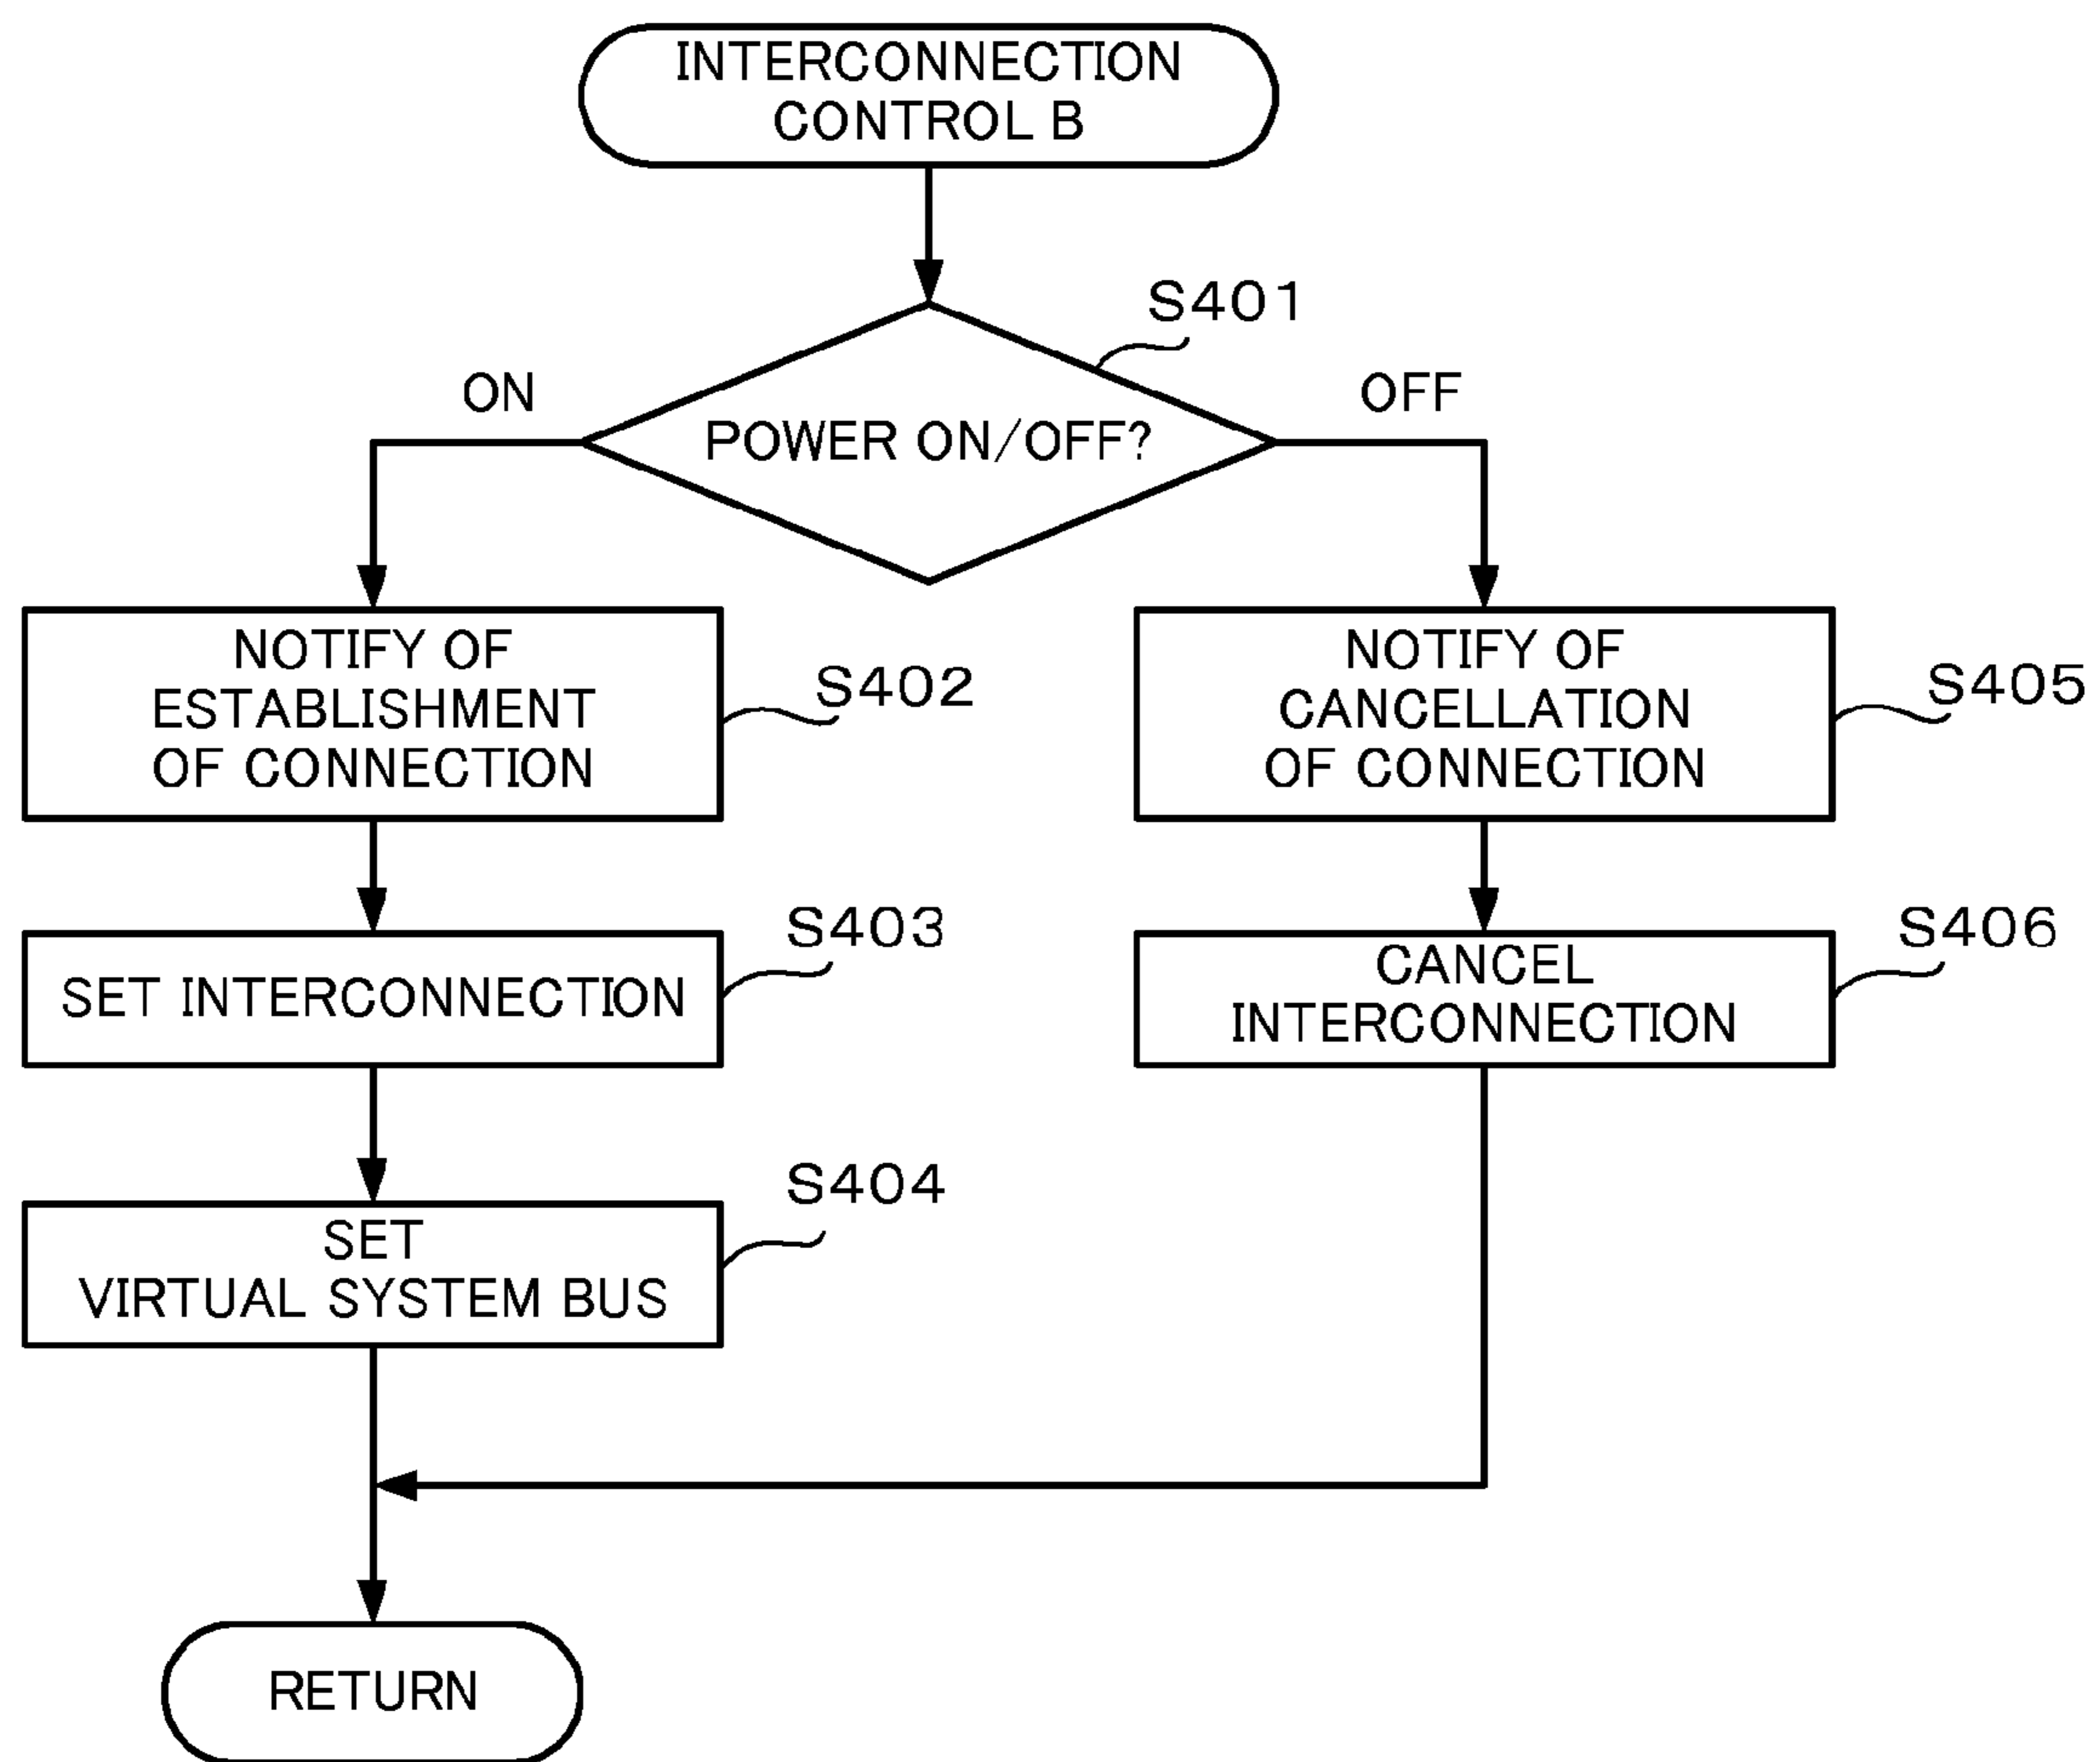 INTERCONNECTION
CONTROL B
S401
ON
OFF
POWER ON/OFF?
NOTIFY OF
ESTABLISHMENT
OF CONNECTION
S402
NOTIFY OF
CANCELLATION
OF CONNECTION
S405
SET INTERCONNECTION
S403
CANCEL
INTERCONNECTION
S406
SET
VIRTUAL SYSTEM BUS
S404
RETURN